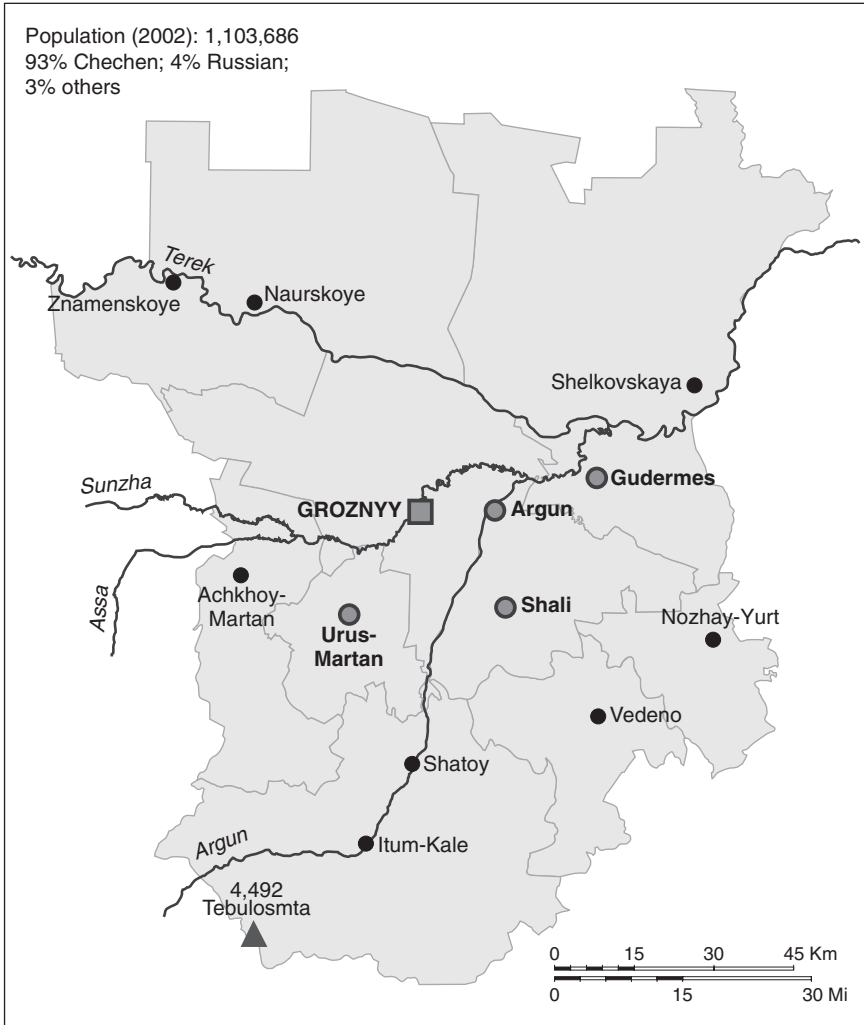 Population (2002): 1,103,686
93% Chechen; 4% Russian;
3% others
Terek
Znamenskoye
Naurskoye
Shelkovskaya
Sunzha
Gudermes
GROZNYY
Argun
Assa
Achkhoy-
Martan
Urus-
Martan
Shali
Nozhay-Yurt
Vedeno
Shatoy
Argun
Itum-Kale
4,492
Tebulosmta
0 15 30 45 Km
0 15 30 Mi